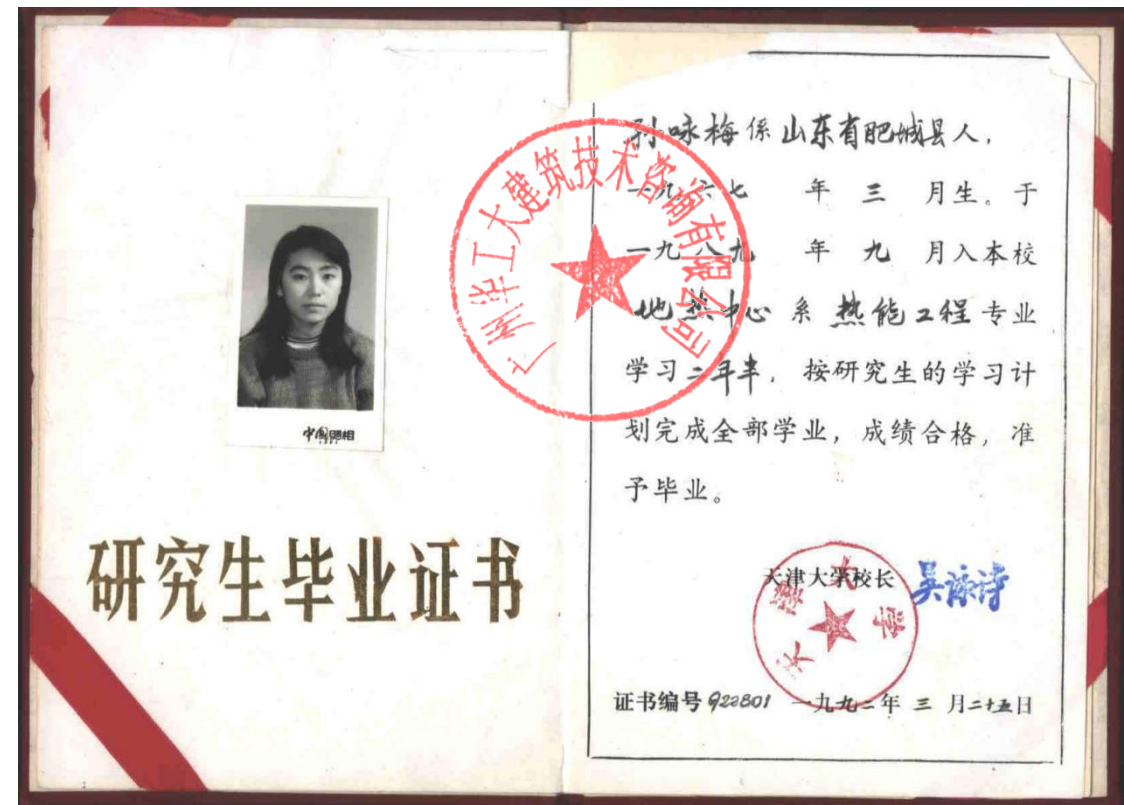 中国照相
研究生毕业证书
孙咏梅係山东省肥城县人,
一九六七 年 三 月生。于
一九八九 年 九 月入本校
地热中心系热能工程专业
学习二年半,按研究生的学习计
划完成全部学业,成绩合格,准
予毕业。
广州华工大建筑技术咨询有限公司
天津大学校长 吴咏诗
天津大学
证书编号922801 一九九二年 三 月二十五日